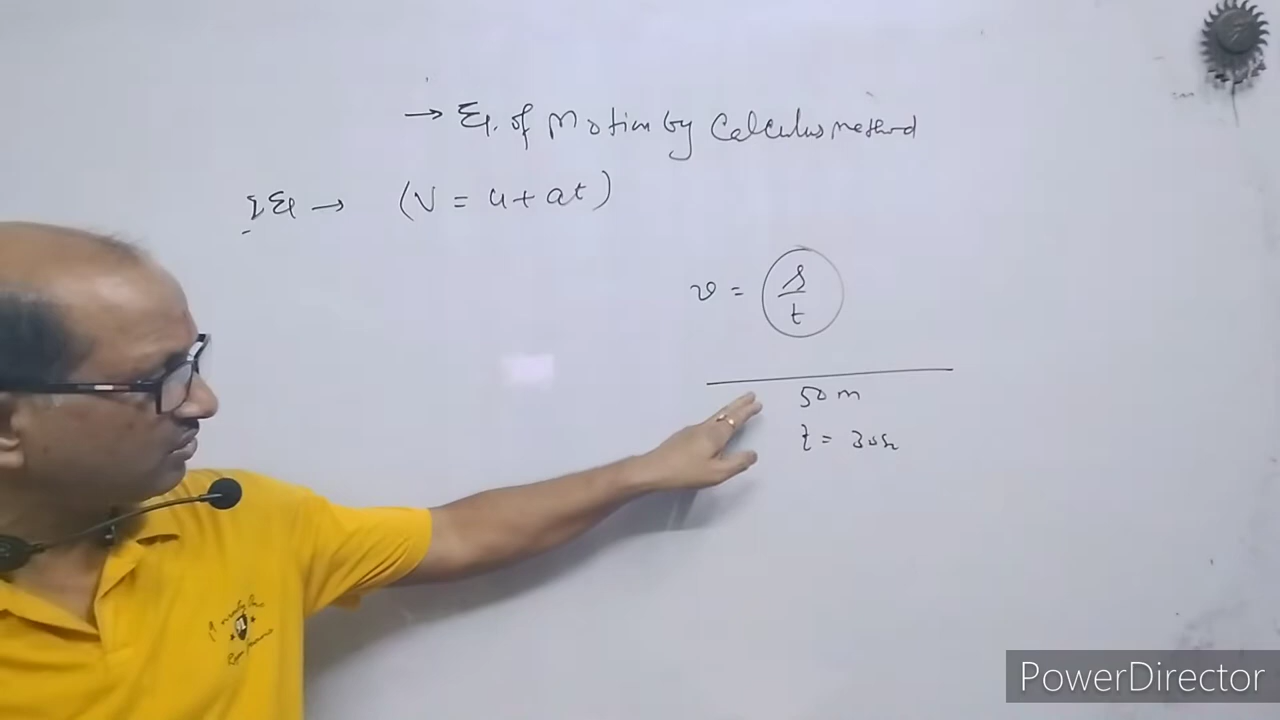 → Eq. of Motion by Calculus method
I Eq → (V = u + at)
v = s/t
50 m
t = 30s
PowerDirector